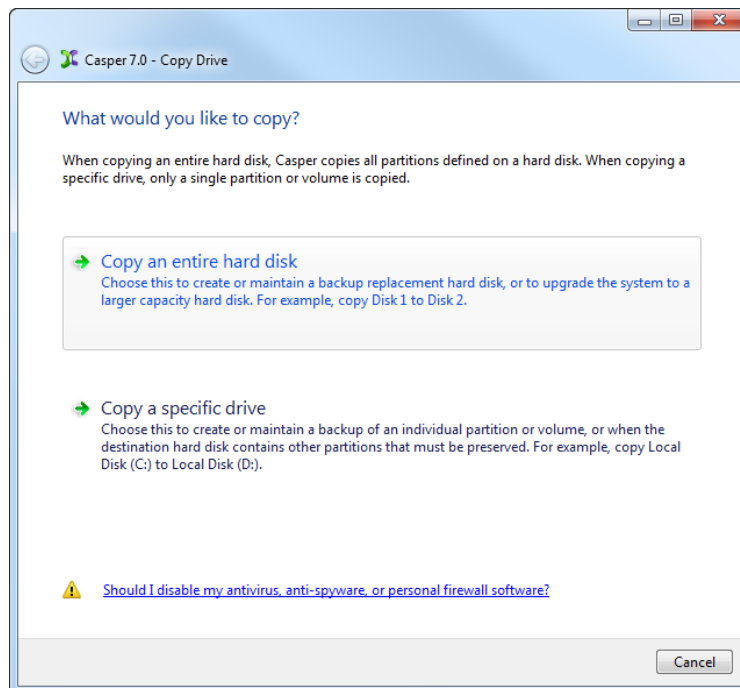 Casper 7.0 - Copy Drive
What would you like to copy?
When copying an entire hard disk, Casper copies all partitions defined on a hard disk. When copying a
specific drive, only a single partition or volume is copied.
Copy an entire hard disk
Choose this to create or maintain a backup replacement hard disk, or to upgrade the system to a
larger capacity hard disk. For example, copy Disk 1 to Disk 2.
Copy a specific drive
Choose this to create or maintain a backup of an individual partition or volume, or when the
destination hard disk contains other partitions that must be preserved. For example, copy Local
Disk (C:) to Local Disk (D:).
Should I disable my antivirus, anti-spyware, or personal firewall software?
Cancel